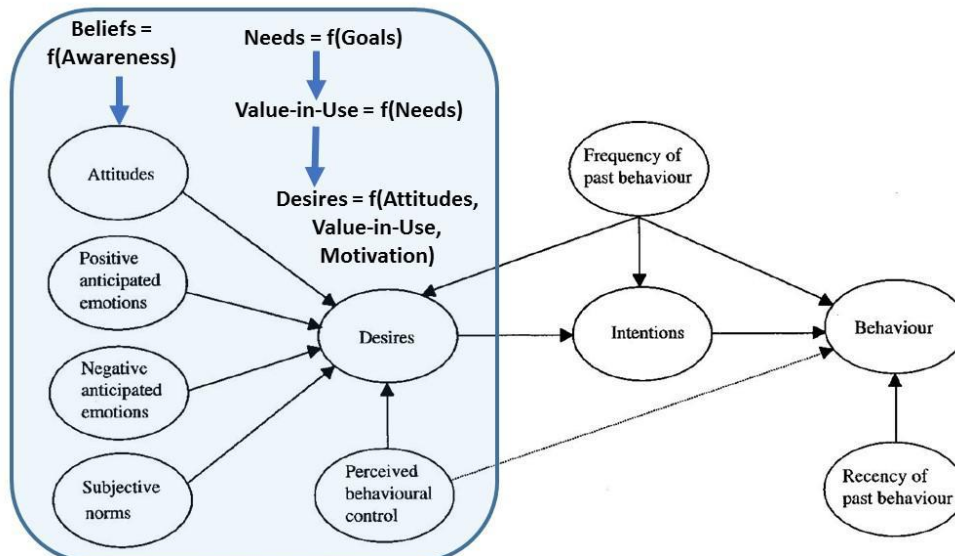 Beliefs =
f(Awareness)
Needs = f(Goals)
Value-in-Use = f(Needs)
Desires = f(Attitudes,
Value-in-Use,
Motivation)
Attitudes
Positive
anticipated
emotions
Negative
anticipated
emotions
Subjective
norms
Desires
Perceived
behavioural
control
Frequency of
past behaviour
Intentions
Behaviour
Recency of
past behaviour